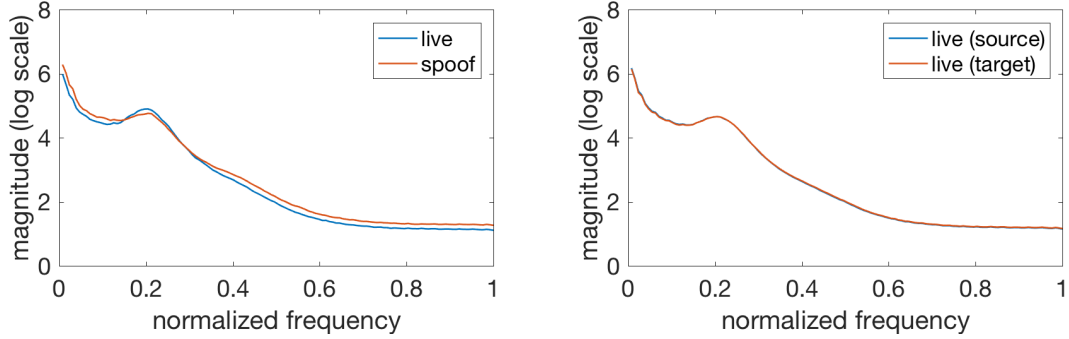 magnitude (log scale)
8
6
4
2
0
live
spoof
0 0.2 0.4 0.6 0.8 1
normalized frequency
magnitude (log scale)
8
6
4
2
0
live (source)
live (target)
0 0.2 0.4 0.6 0.8 1
normalized frequency